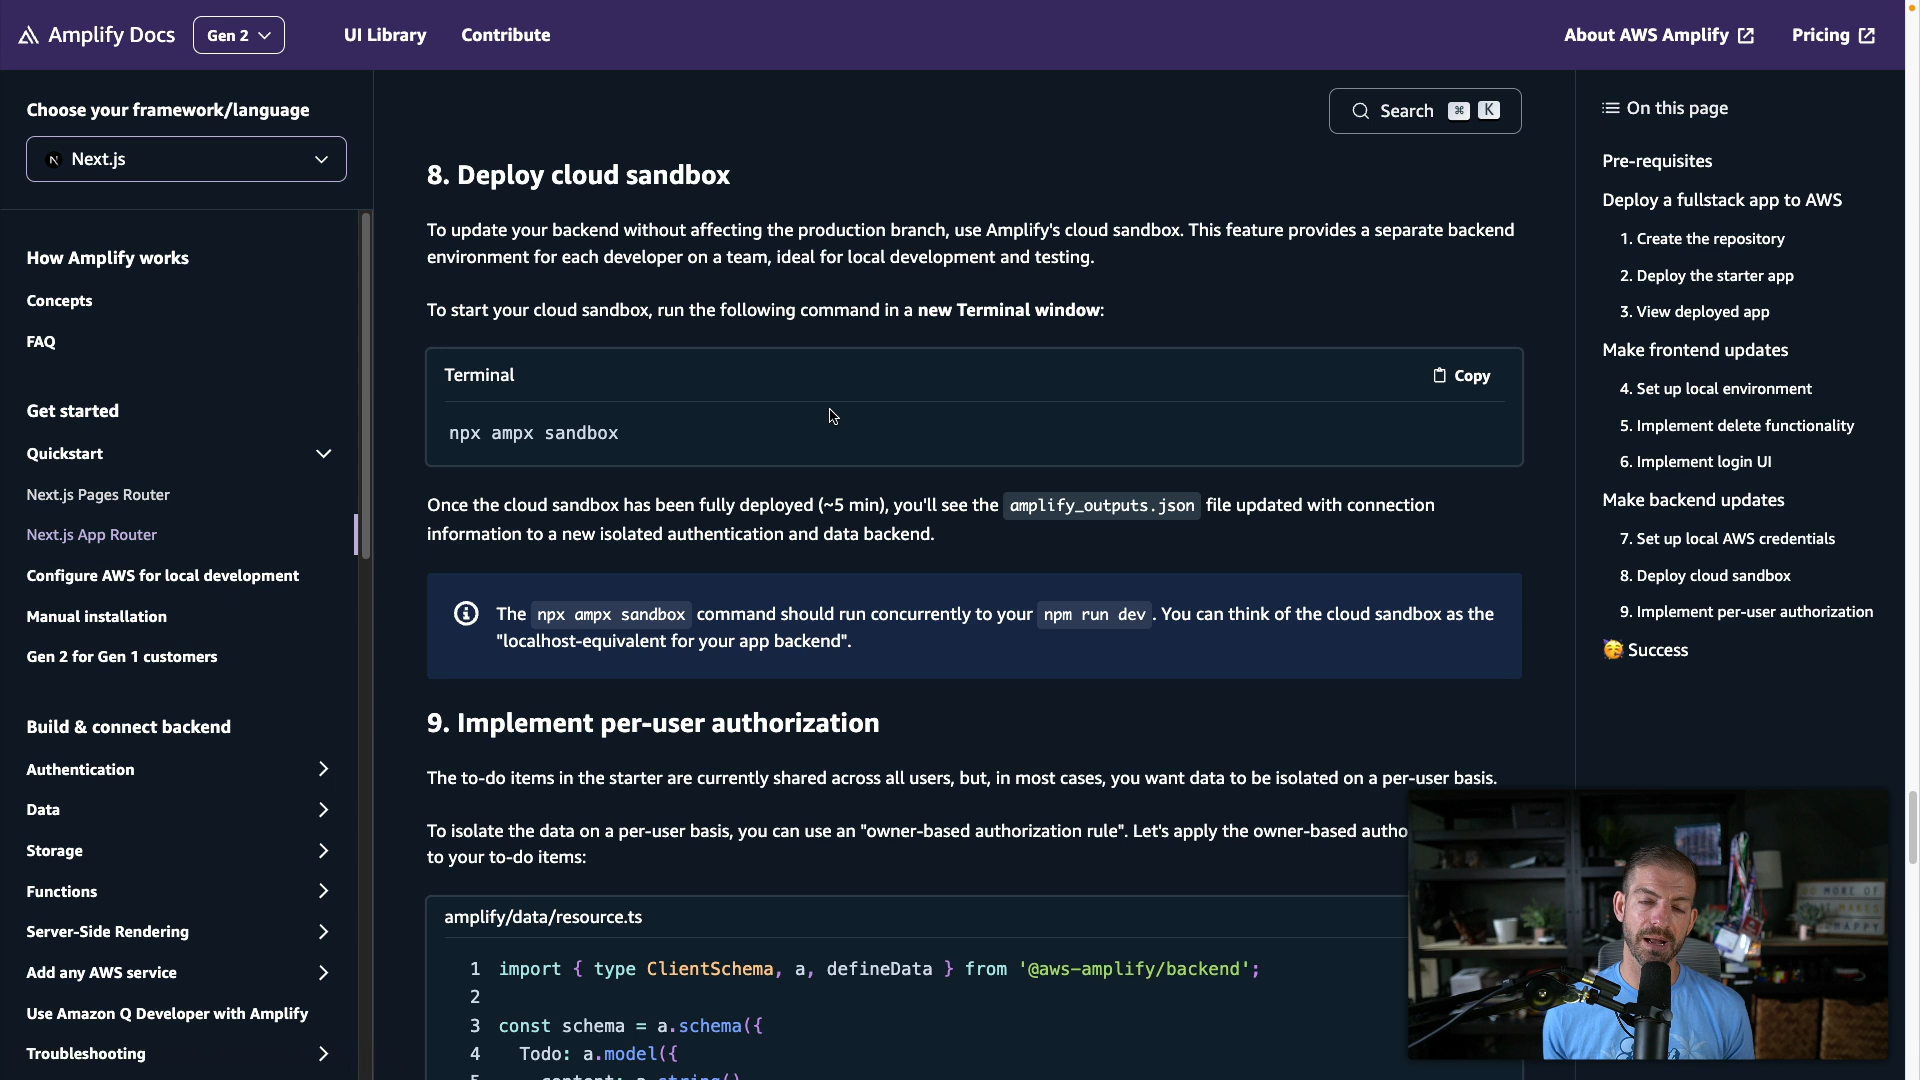 Amplify Docs
Gen 2
UI Library
Contribute
About AWS Amplify
Pricing
Choose your framework/language
N Next.js
How Amplify works
Concepts
FAQ
Get started
Quickstart
Next.js Pages Router
Next.js App Router
Configure AWS for local development
Manual installation
Gen 2 for Gen 1 customers
Build & connect backend
Authentication
Data
Storage
Functions
Server-Side Rendering
Add any AWS service
Use Amazon Q Developer with Amplify
Troubleshooting
Search ⌘ K
8. Deploy cloud sandbox
To update your backend without affecting the production branch, use Amplify's cloud sandbox. This feature provides a separate backend
environment for each developer on a team, ideal for local development and testing.
To start your cloud sandbox, run the following command in a new Terminal window:
Terminal
Copy
npx ampx sandbox
Once the cloud sandbox has been fully deployed (~5 min), you'll see the amplify_outputs.json file updated with connection
information to a new isolated authentication and data backend.
The npx ampx sandbox command should run concurrently to your npm run dev. You can think of the cloud sandbox as the
"localhost-equivalent for your app backend".
9. Implement per-user authorization
The to-do items in the starter are currently shared across all users, but, in most cases, you want data to be isolated on a per-user basis.
To isolate the data on a per-user basis, you can use an "owner-based authorization rule". Let's apply the owner-based autho
to your to-do items:
amplify/data/resource.ts
1 import { type ClientSchema, a, defineData } from '@aws-amplify/backend';
2
3 const schema = a.schema({
4 Todo: a.model({
5 content: a.string()
On this page
Pre-requisites
Deploy a fullstack app to AWS
1. Create the repository
2. Deploy the starter app
3. View deployed app
Make frontend updates
4. Set up local environment
5. Implement delete functionality
6. Implement login UI
Make backend updates
7. Set up local AWS credentials
8. Deploy cloud sandbox
9. Implement per-user authorization
🥳 Success
DO MORE OF
WHAT MAKES
YOU HAPPY